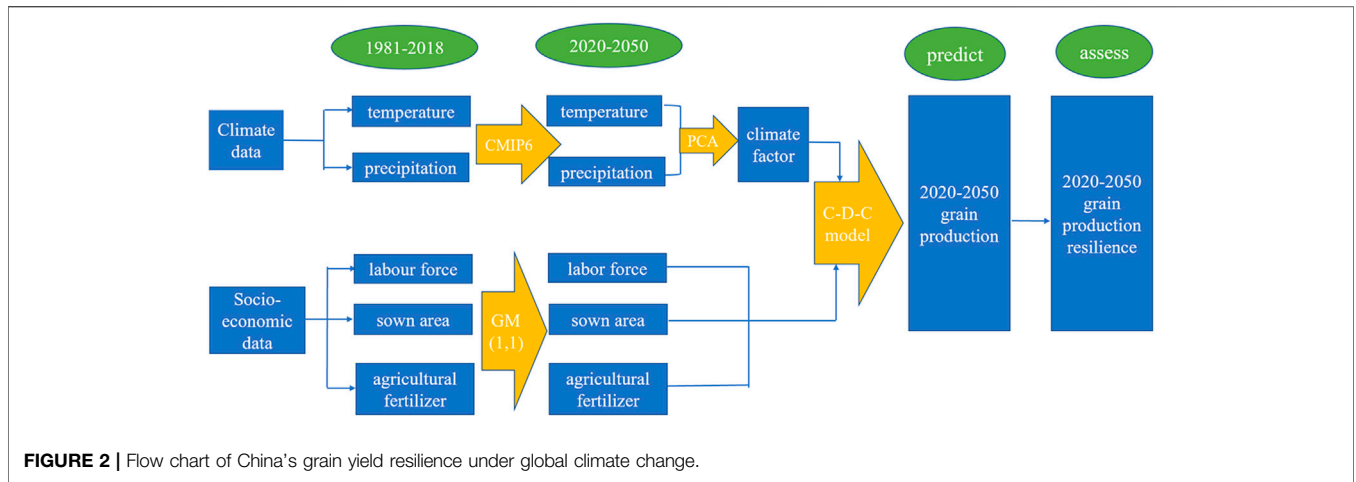 1981-2018
2020-2050
predict
assess
Climate
data
temperature
precipitation
CMIP6
temperature
precipitation
PCA
climate
factor
Socio-
economic
data
labour force
sown area
agricultural
fertilizer
GM
(1,1)
labor force
sown area
agricultural
fertilizer
C-D-C
model
2020-2050
grain
production
2020-2050
grain
production
resilience
FIGURE 2 | Flow chart of China's grain yield resilience under global climate change.